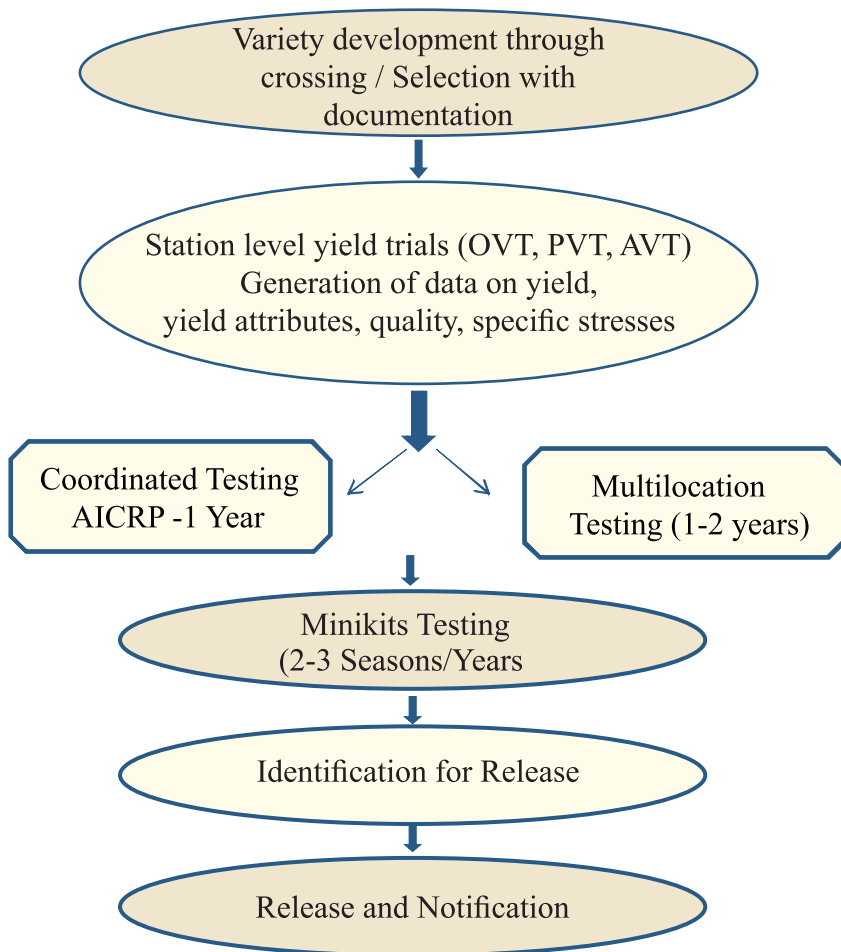 Variety development through
crossing / Selection with
documentation
Station level yield trials (OVT, PVT, AVT)
Generation of data on yield,
yield attributes, quality, specific stresses
Coordinated Testing
AICRP -1 Year
Multilocation
Testing (1-2 years)
Minikits Testing
(2-3 Seasons/Years
Identification for Release
Release and Notification